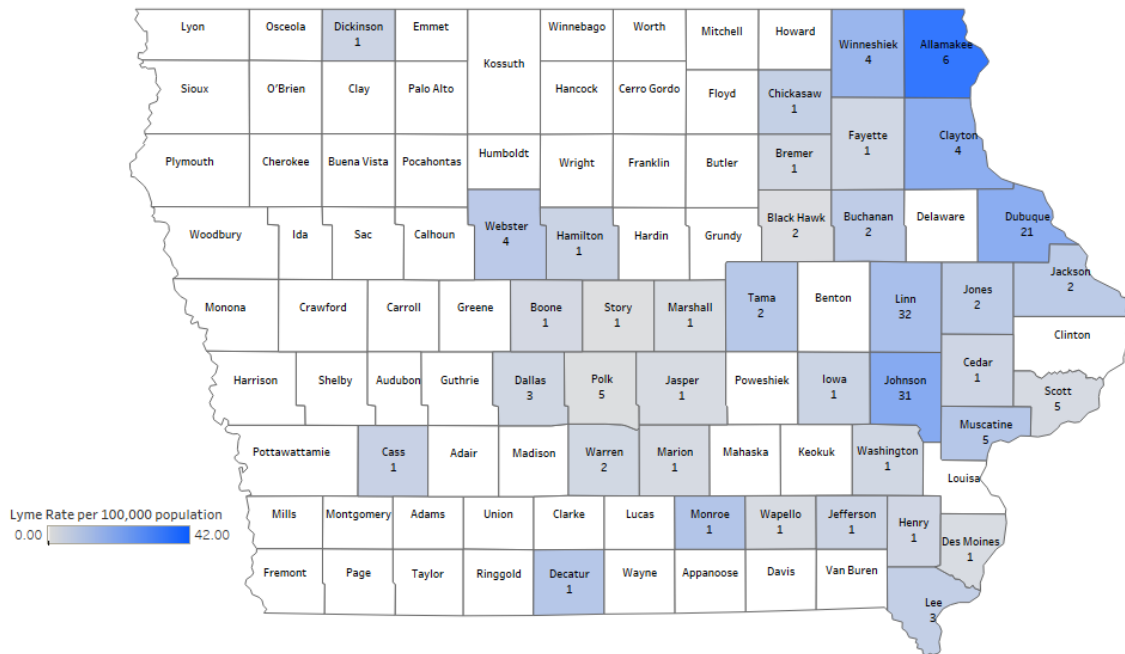 Lyon
Osceola
Dickinson
1
Emmet
Kossuth
Winnebago
Worth
Mitchell
Howard
Winneshiek
4
Allamakee
6
Sioux
O'Brien
Clay
Palo Alto
Hancock
Cerro Gordo
Floyd
Chickasaw
1
Fayette
1
Clayton
4
Plymouth
Cherokee
Buena Vista
Pocahontas
Humboldt
Wright
Franklin
Butler
Bremer
1
Woodbury
Ida
Sac
Calhoun
Webster
4
Hamilton
1
Hardin
Grundy
Black Hawk
2
Buchanan
2
Delaware
Dubuque
21
Monona
Crawford
Carroll
Greene
Boone
1
Story
1
Marshall
1
Tama
2
Benton
Linn
32
Jones
2
Jackson
2
Clinton
Harrison
Shelby
Audubon
Guthrie
Dallas
3
Polk
5
Jasper
1
Poweshiek
Iowa
1
Johnson
31
Cedar
1
Scott
5
Muscatine
5
Pottawattamie
Cass
1
Adair
Madison
Warren
2
Marion
1
Mahaska
Keokuk
Washington
1
Louisa
Mills
Montgomery
Adams
Union
Clarke
Lucas
Monroe
1
Wapello
1
Jefferson
1
Henry
1
Des Moines
1
Fremont
Page
Taylor
Ringgold
Decatur
1
Wayne
Appanoose
Davis
Van Buren
Lee
3
Lyme Rate per 100,000 population
0.00 42.00